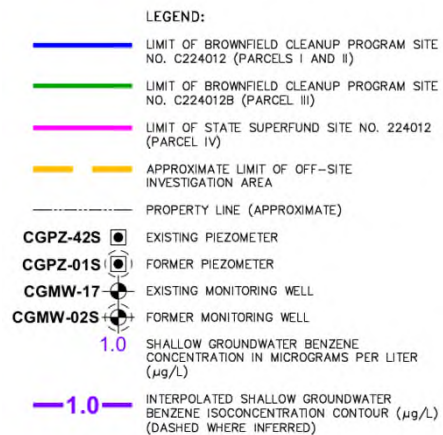 LEGEND:
LIMIT OF BROWNFIELD CLEANUP PROGRAM SITE
NO. C224012 (PARCELS I AND II)
LIMIT OF BROWNFIELD CLEANUP PROGRAM SITE
NO. C224012B (PARCEL III)
LIMIT OF STATE SUPERFUND SITE NO. 224012
(PARCEL IV)
APPROXIMATE LIMIT OF OFF-SITE
INVESTIGATION AREA
PROPERTY LINE (APPROXIMATE)
CGPZ-42S EXISTING PIEZOMETER
CGPZ-01S FORMER PIEZOMETER
CGMW-17 EXISTING MONITORING WELL
CGMW-02S FORMER MONITORING WELL
1.0 SHALLOW GROUNDWATER BENZENE
CONCENTRATION IN MICROGRAMS PER LITER
(µg/L)
1.0 INTERPOLATED SHALLOW GROUNDWATER
BENZENE ISOCONCENTRATION CONTOUR (µg/L)
(DASHED WHERE INFERRED)